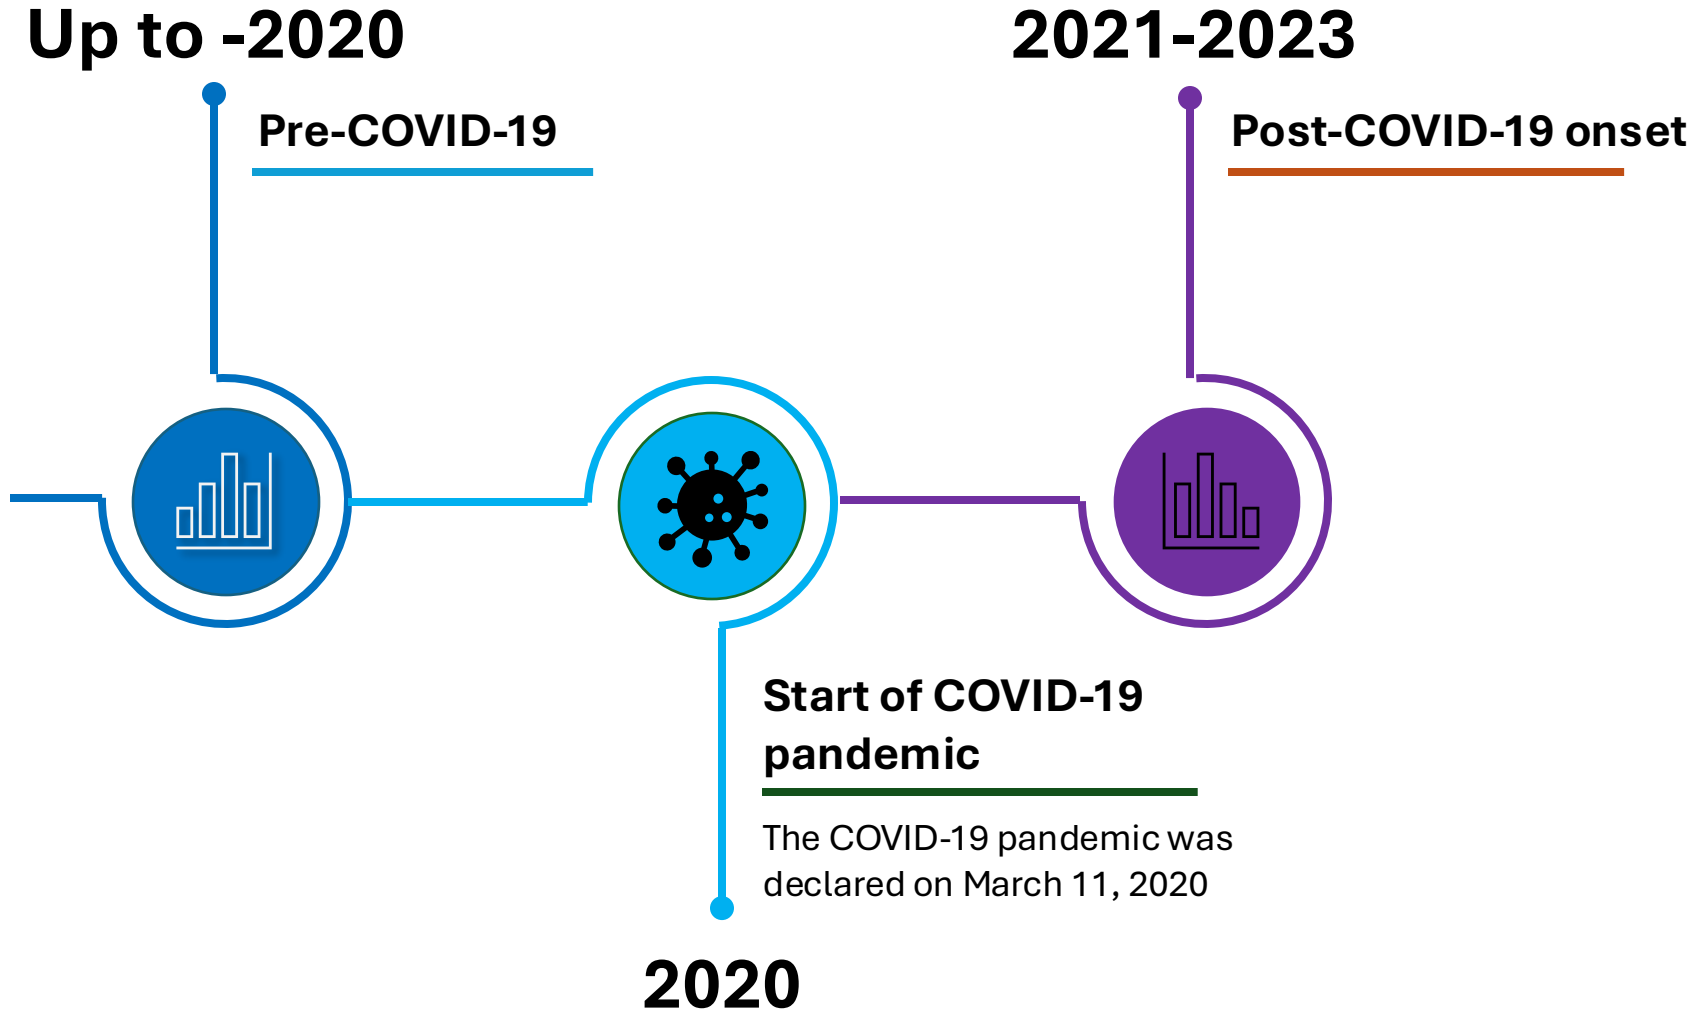 Up to -2020
Pre-COVID-19
2021-2023
Post-COVID-19 onset
Start of COVID-19
pandemic
The COVID-19 pandemic was
declared on March 11, 2020
2020